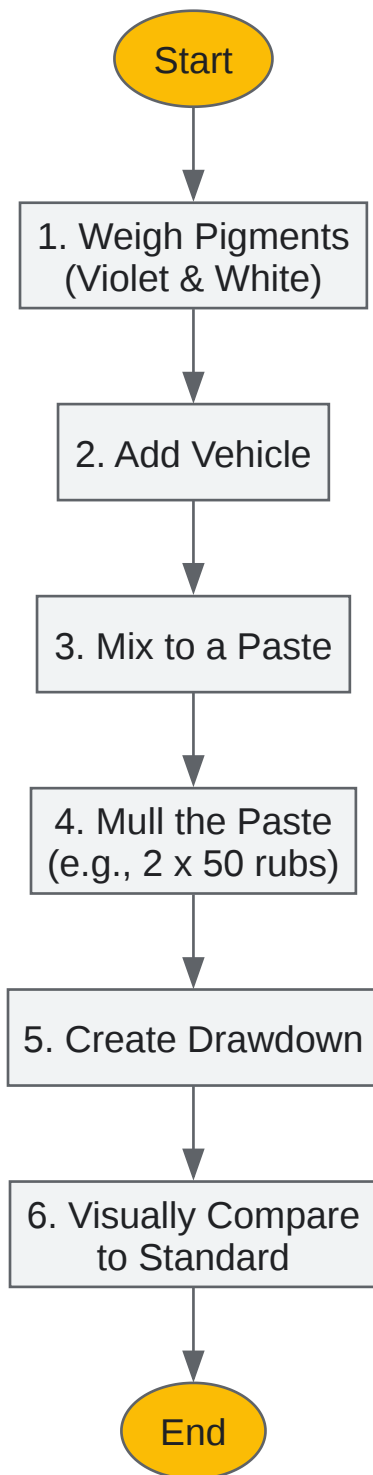 Start
1. Weigh Pigments
(Violet & White)
2. Add Vehicle
3. Mix to a Paste
4. Mull the Paste
(e.g., 2 x 50 rubs)
5. Create Drawdown
6. Visually Compare
to Standard
End